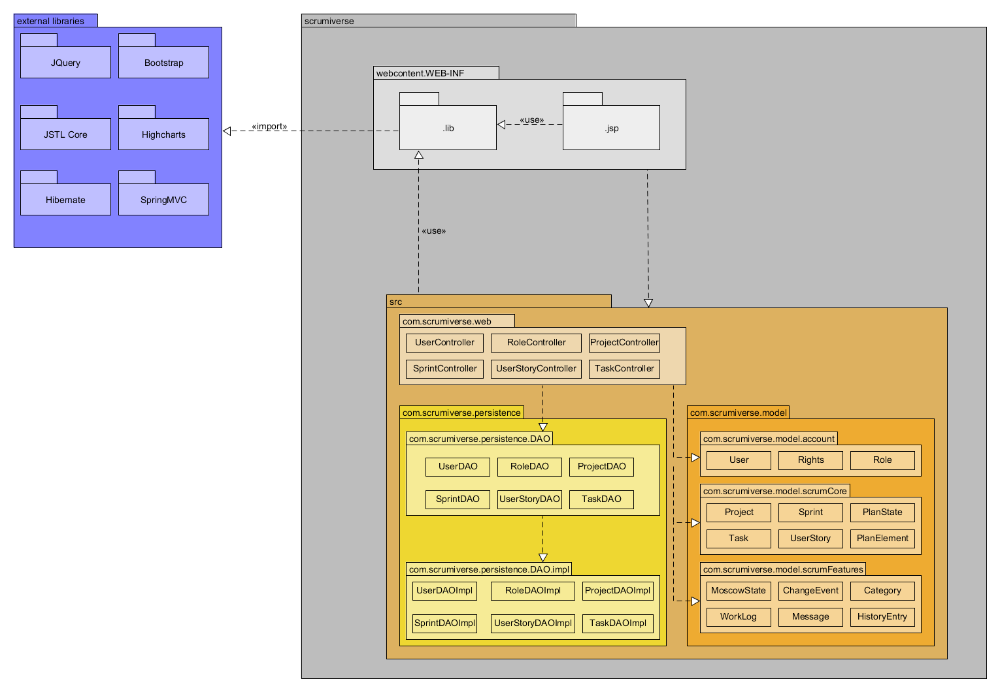 external libraries
JQuery
Bootstrap
JSTL Core
Highcharts
Hibernate
SpringMVC
«import»
scrumiverse
webcontent.WEB-INF
.lib
«use»
.jsp
«use»
src
com.scrumiverse.web
UserController
RoleController
ProjectController
SprintController
UserStoryController
TaskController
com.scrumiverse.persistence
com.scrumiverse.persistence.DAO
UserDAO
RoleDAO
ProjectDAO
SprintDAO
UserStoryDAO
TaskDAO
com.scrumiverse.persistence.DAO.impl
UserDAOImpl
RoleDAOImpl
ProjectDAOImpl
SprintDAOImpl
UserStoryDAOImpl
TaskDAOImpl
com.scrumiverse.model
com.scrumiverse.model.account
User
Rights
Role
com.scrumiverse.model.scrumCore
Project
Sprint
PlanState
Task
UserStory
PlanElement
com.scrumiverse.model.scrumFeatures
MoscowState
ChangeEvent
Category
WorkLog
Message
HistoryEntry